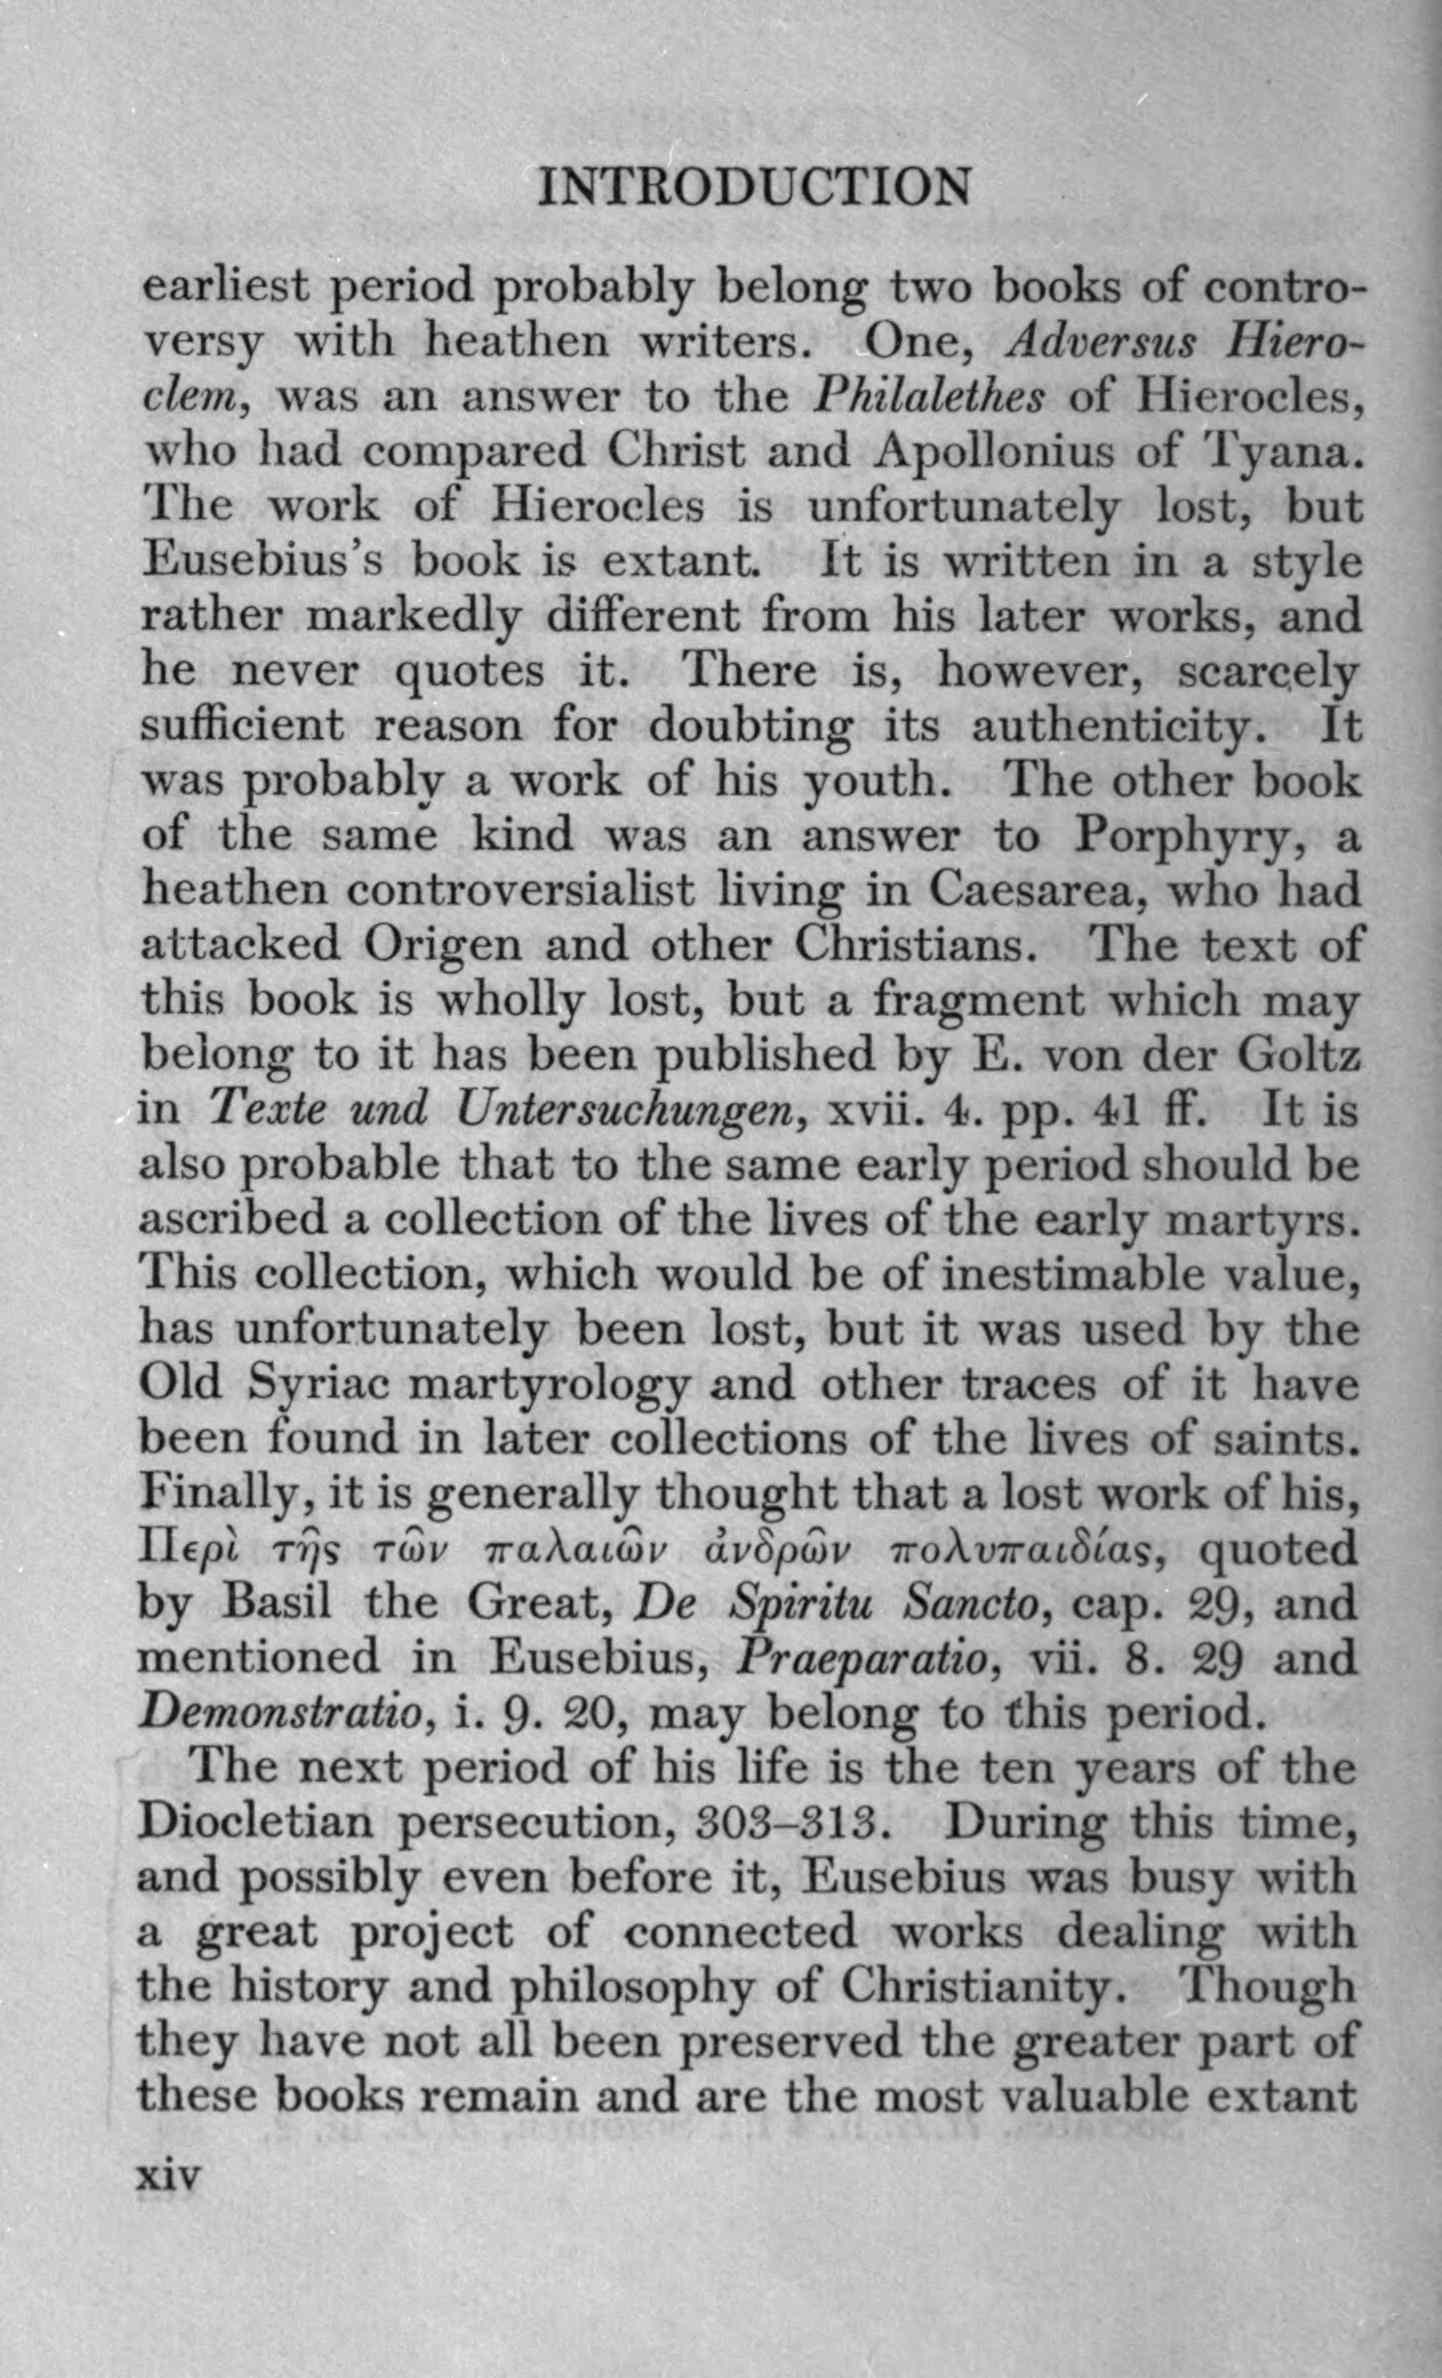 INTRODUCTION
earliest period probably belong two books of contro-
versy with heathen writers. One, Adversus Hiero-
clem, was an answer to the Philalethes of Hierocles,
who had compared Christ and Apollonius of Tyana.
The work of Hierocles is unfortunately lost, but
Eusebius's book is extant. It is written in a style
rather markedly different from his later works, and
he never quotes it. There is, however, scarcely
sufficient reason for doubting its authenticity. It
was probably a work of his youth. The other book
of the same kind was an answer to Porphyry, a
heathen controversialist living in Caesarea, who had
attacked Origen and other Christians. The text of
this book is wholly lost, but a fragment which may
belong to it has been published by E. von der Goltz
in Texte und Untersuchungen, xvii. 4. pp. 41 ff. It is
also probable that to the same early period should be
ascribed a collection of the lives of the early martyrs.
This collection, which would be of inestimable value,
has unfortunately been lost, but it was used by the
Old Syriac martyrology and other traces of it have
been found in later collections of the lives of saints.
Finally, it is generally thought that a lost work of his,
Περὶ τῆς τῶν παλαιῶν ἀνδρῶν πολυπαιδίας, quoted
by Basil the Great, De Spiritu Sancto, cap. 29, and
mentioned in Eusebius, Praeparatio, vii. 8. 29 and
Demonstratio, i. 9. 20, may belong to this period.
The next period of his life is the ten years of the
Diocletian persecution, 303–313. During this time,
and possibly even before it, Eusebius was busy with
a great project of connected works dealing with
the history and philosophy of Christianity. Though
they have not all been preserved the greater part of
these books remain and are the most valuable extant
xiv